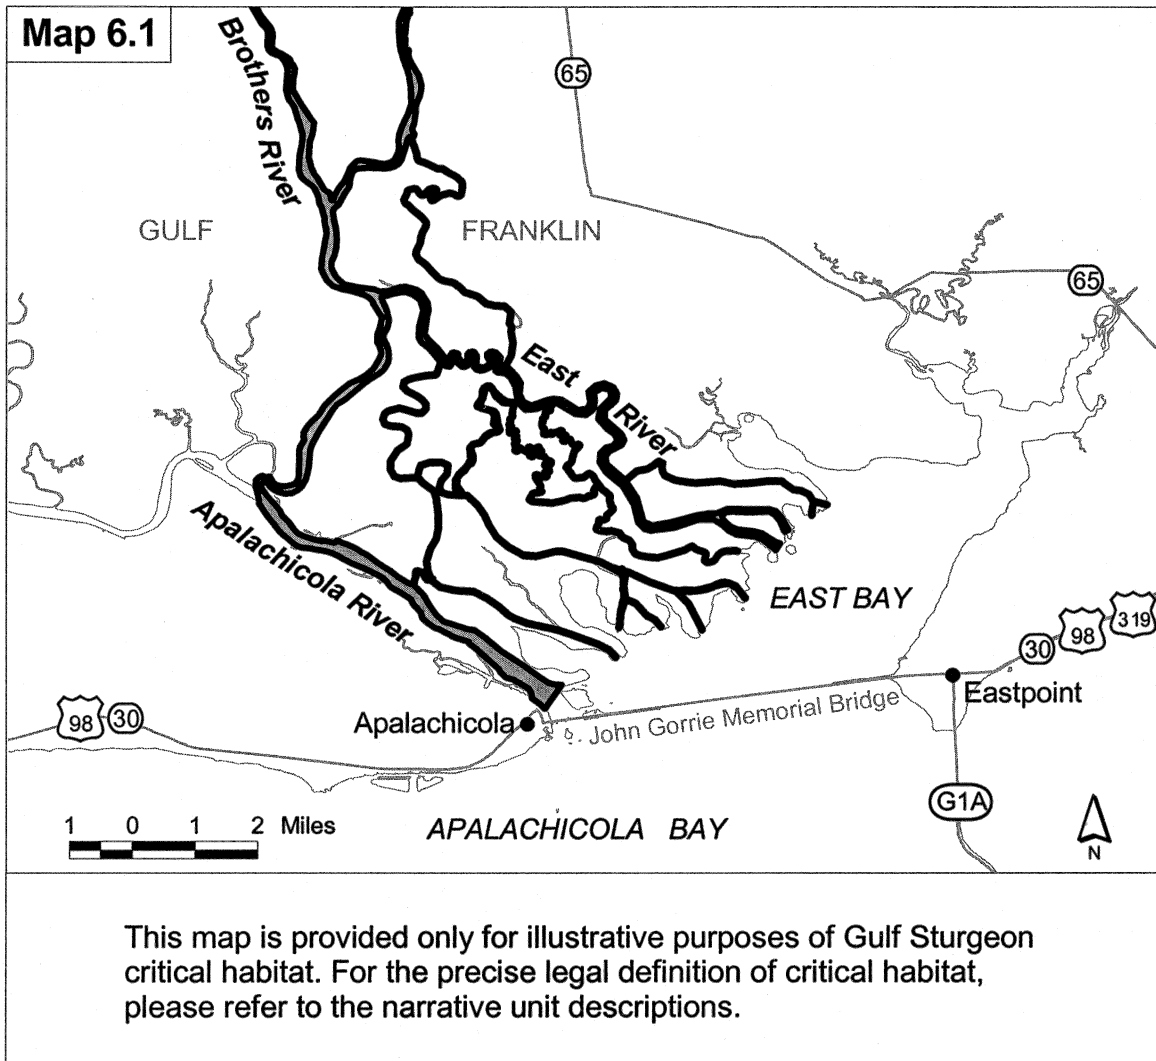 Map 6.1
65
Brothers River
GULF
FRANKLIN
65
East River
Apalachicola River
EAST BAY
319
98
30
Eastpoint
John Gorrie Memorial Bridge
Apalachicola
98
30
G1A
1 0 1 2 Miles
APALACHICOLA BAY
N
This map is provided only for illustrative purposes of Gulf Sturgeon
critical habitat. For the precise legal definition of critical habitat,
please refer to the narrative unit descriptions.